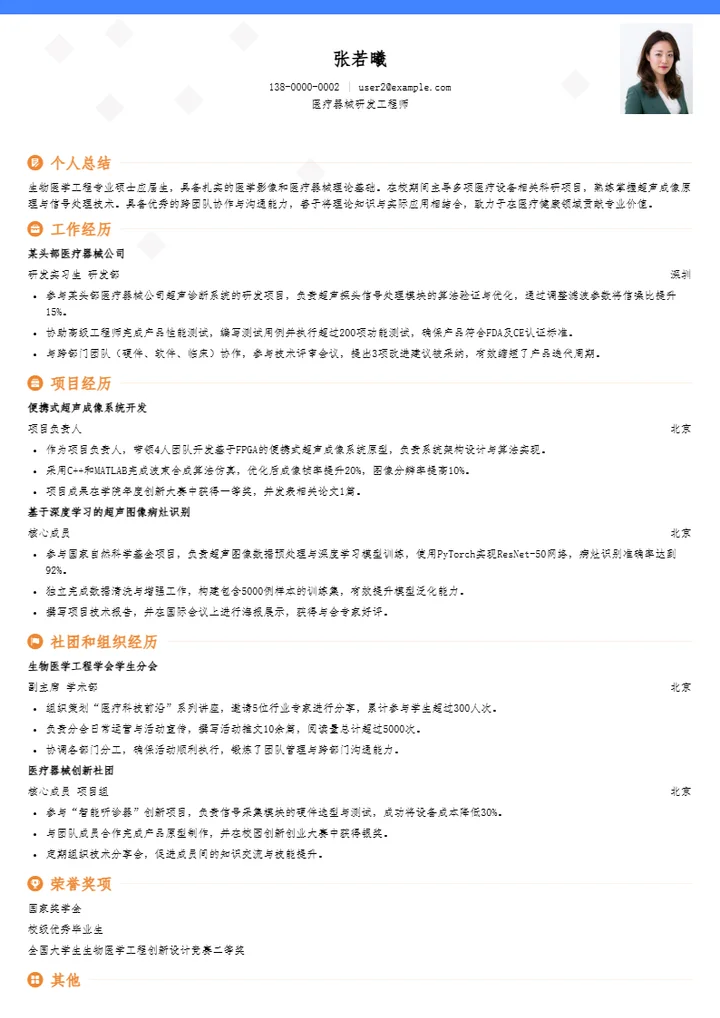 张若曦
138-0000-0002 | user2@example.com
医疗器械研发工程师
个人总结
生物医学工程专业硕士应届生，具备扎实的医学影像和医疗器械理论基础。在校期间主导多项医疗设备相关科研项目，熟练掌握超声成像原
理与信号处理技术。具备优秀的跨团队协作与沟通能力，善于将理论知识与实际应用相结合，致力于在医疗健康领域贡献专业价值。
工作经历
某头部医疗器械公司
研发实习生 研发部 深圳
• 参与某头部医疗器械公司超声诊断系统的研发项目，负责超声探头信号处理模块的算法验证与优化，通过调整滤波参数将信噪比提升
15%。
• 协助高级工程师完成产品性能测试，编写测试用例并执行超过200项功能测试，确保产品符合FDA及CE认证标准。
• 与跨部门团队（硬件、软件、临床）协作，参与技术评审会议，提出3项改进建议被采纳，有效缩短了产品迭代周期。
项目经历
便携式超声成像系统开发
项目负责人 北京
• 作为项目负责人，带领4人团队开发基于FPGA的便携式超声成像系统原型，负责系统架构设计与算法实现。
• 采用C++和MATLAB完成波束合成算法仿真，优化后成像帧率提升20%，图像分辨率提高10%。
• 项目成果在学院年度创新大赛中获得一等奖，并发表相关论文1篇。
基于深度学习的超声图像病灶识别
核心成员 北京
• 参与国家自然科学基金项目，负责超声图像数据预处理与深度学习模型训练，使用PyTorch实现ResNet-50网络，病灶识别准确率达到
92%。
• 独立完成数据清洗与增强工作，构建包含5000例样本的训练集，有效提升模型泛化能力。
• 撰写项目技术报告，并在国际会议上进行海报展示，获得与会专家好评。
社团和组织经历
生物医学工程学会学生分会
副主席 学术部 北京
• 组织策划“医疗科技前沿”系列讲座，邀请5位行业专家进行分享，累计参与学生超过300人次。
• 负责分会日常运营与活动宣传，撰写活动推文10余篇，阅读量总计超过5000次。
• 协调各部门分工，确保活动顺利执行，锻炼了团队管理与跨部门沟通能力。
医疗器械创新社团
核心成员 项目组 北京
• 参与“智能听诊器”创新项目，负责信号采集模块的硬件选型与测试，成功将设备成本降低30%。
• 与团队成员合作完成产品原型制作，并在校园创新创业大赛中获得银奖。
• 定期组织技术分享会，促进成员间的知识交流与技能提升。
荣誉奖项
国家奖学金
校级优秀毕业生
全国大学生生物医学工程创新设计竞赛二等奖
其他